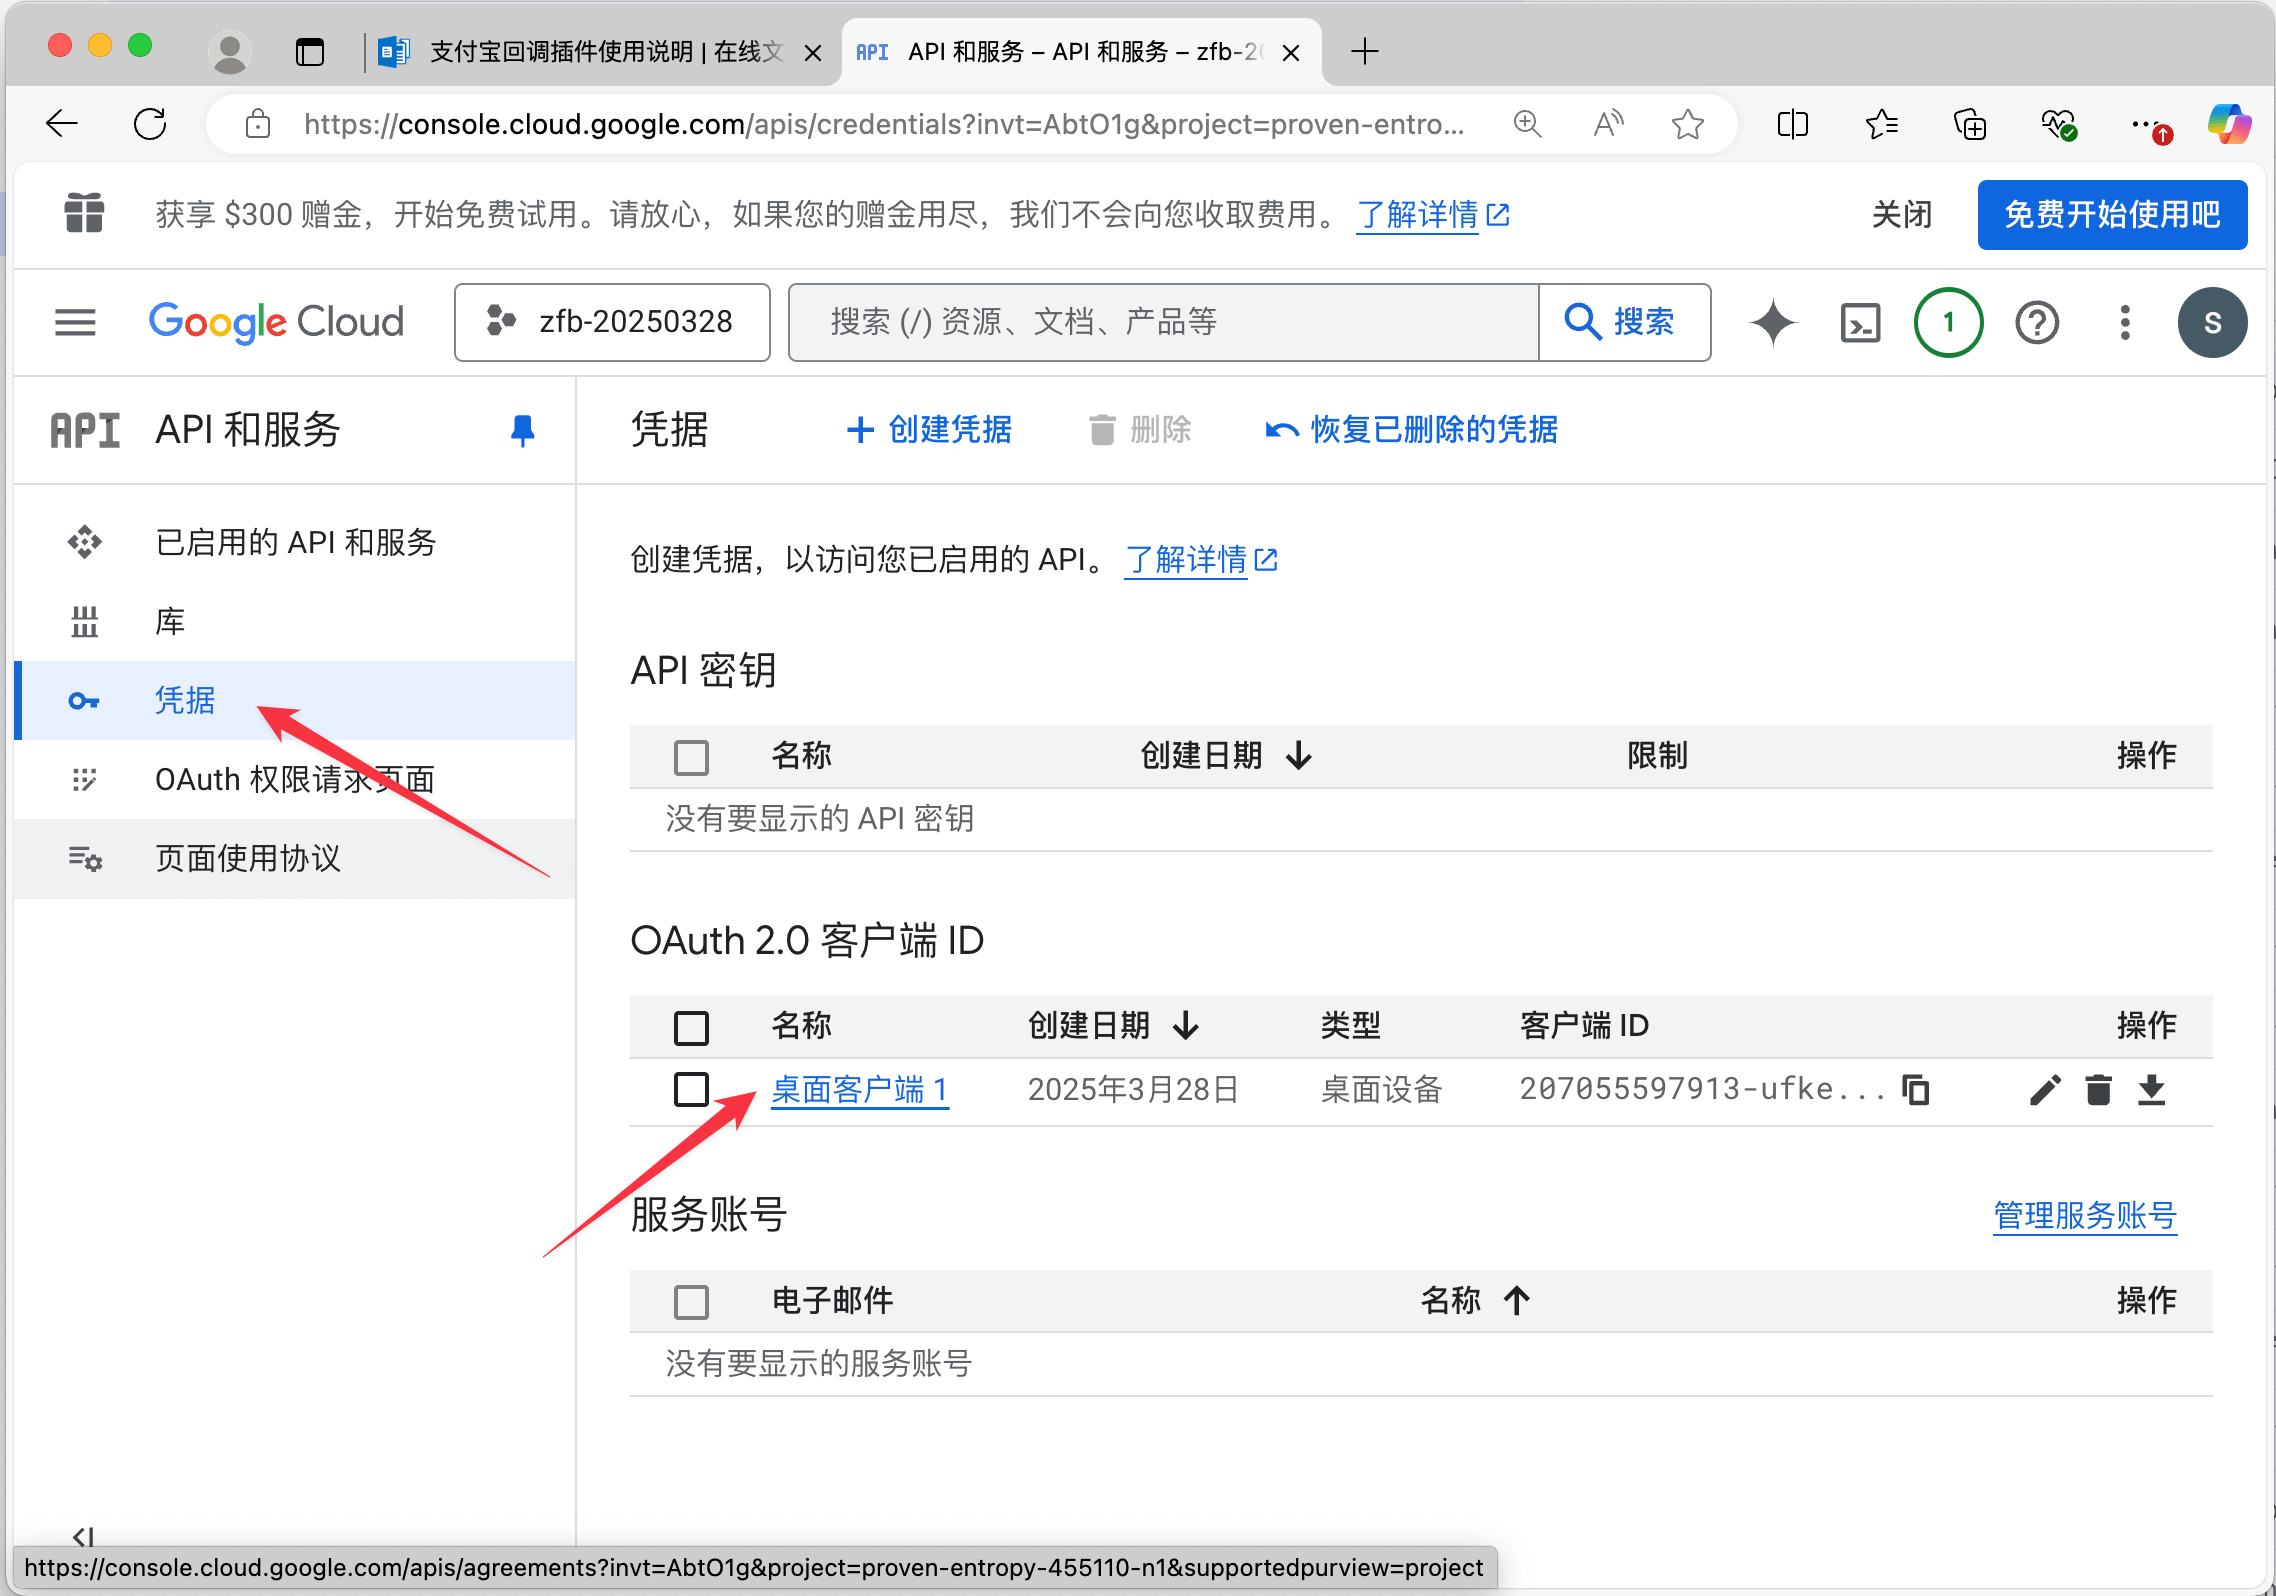 支付宝回调插件使用说明 | 在线文
API 和服务 – API 和服务 – zfb-20
https://console.cloud.google.com/apis/credentials?invt=AbtO1g&project=proven-entro...
获享 $300 赠金，开始免费试用。请放心，如果您的赠金用尽，我们不会向您收取费用。 了解详情
关闭
免费开始使用吧
Google Cloud
zfb-20250328
搜索 (/) 资源、文档、产品等
搜索
1
S
API
API 和服务
凭据
创建凭据
删除
恢复已删除的凭据
已启用的 API 和服务
库
凭据
OAuth 权限请求页面
页面使用协议
创建凭据，以访问您已启用的 API。 了解详情
API 密钥
名称 创建日期 限制 操作
没有要显示的 API 密钥
OAuth 2.0 客户端 ID
名称 创建日期 类型 客户端 ID 操作
桌面客户端 1 2025年3月28日 桌面设备 207055597913-ufke...
服务账号
管理服务账号
电子邮件 名称 操作
没有要显示的服务账号
https://console.cloud.google.com/apis/agreements?invt=AbtO1g&project=proven-entropy-455110-n1&supportedpurview=project